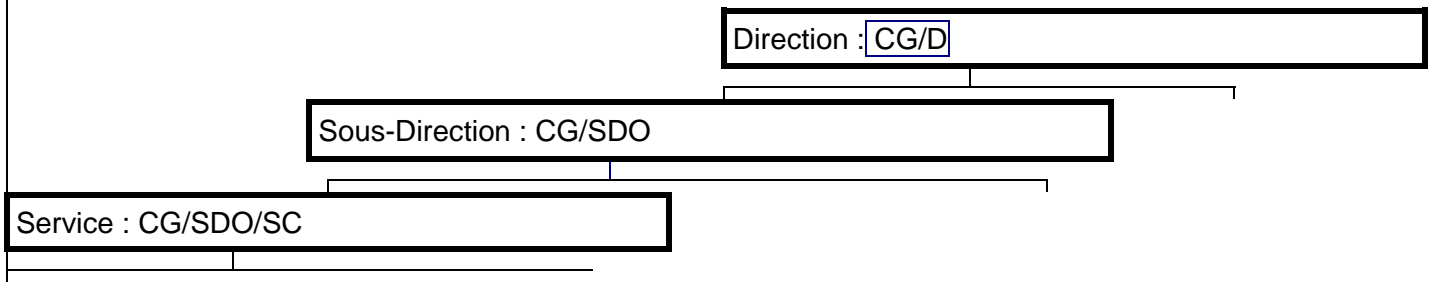 Direction : CG/D
Sous-Direction : CG/SDO
Service : CG/SDO/SC